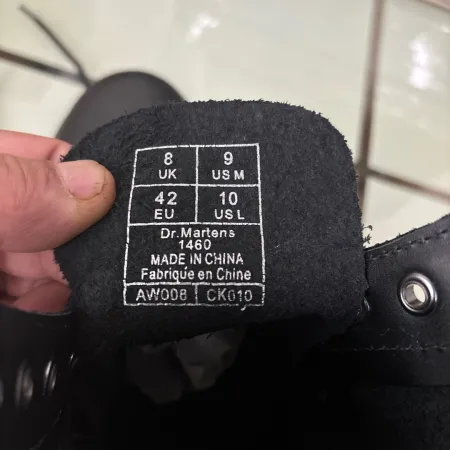 8 9
UK US M
42 10
EU US L
Dr.Martens
1460
MADE IN CHINA
Fabriqué en Chine
AW008 CK010